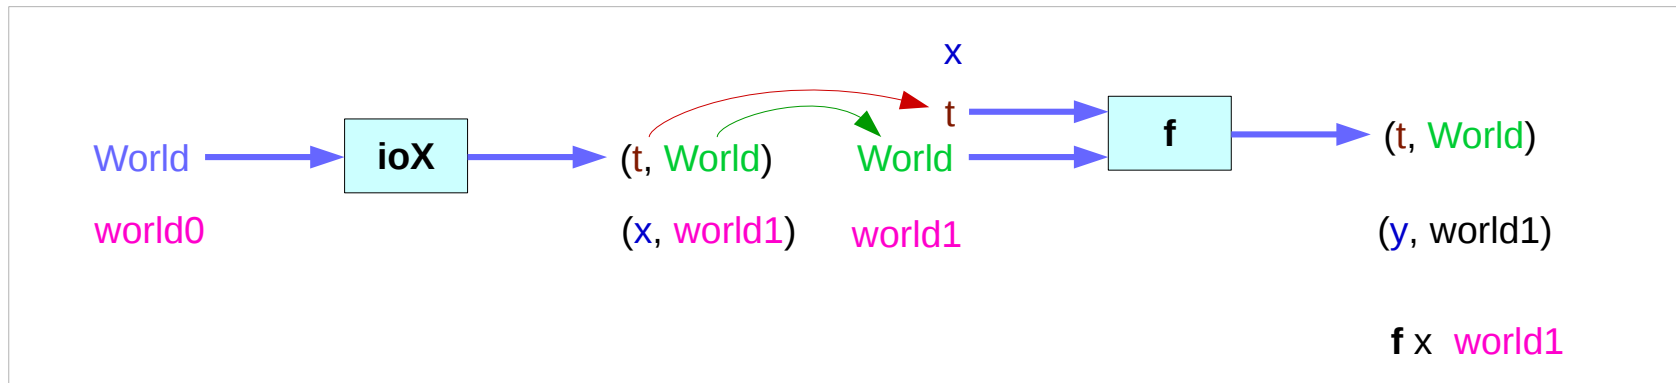 x
t
World
ioX
(t, World)
World
f
(t, World)
world0
(x, world1)
world1
(y, world1)
f x world1